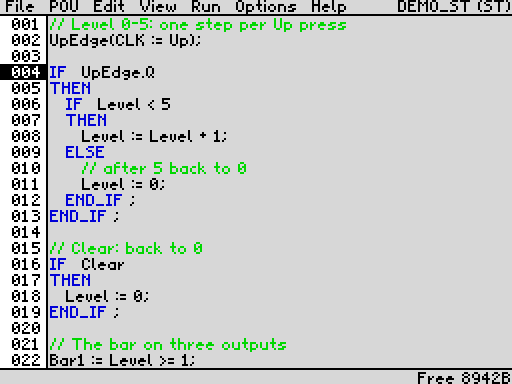 File POU Edit View Run Options Help DEMO_ST (ST)
001 // Level 0-5: one step per Up press
002 UpEdge(CLK := Up);
003
004 IF UpEdge.Q
005 THEN
006 IF Level < 5
007 THEN
008 Level := Level + 1;
009 ELSE
010 // after 5 back to 0
011 Level := 0;
012 END_IF ;
013 END_IF ;
014
015 // Clear: back to 0
016 IF Clear
017 THEN
018 Level := 0;
019 END_IF ;
020
021 // The bar on three outputs
022 Bar1 := Level >= 1;
Free 8942B